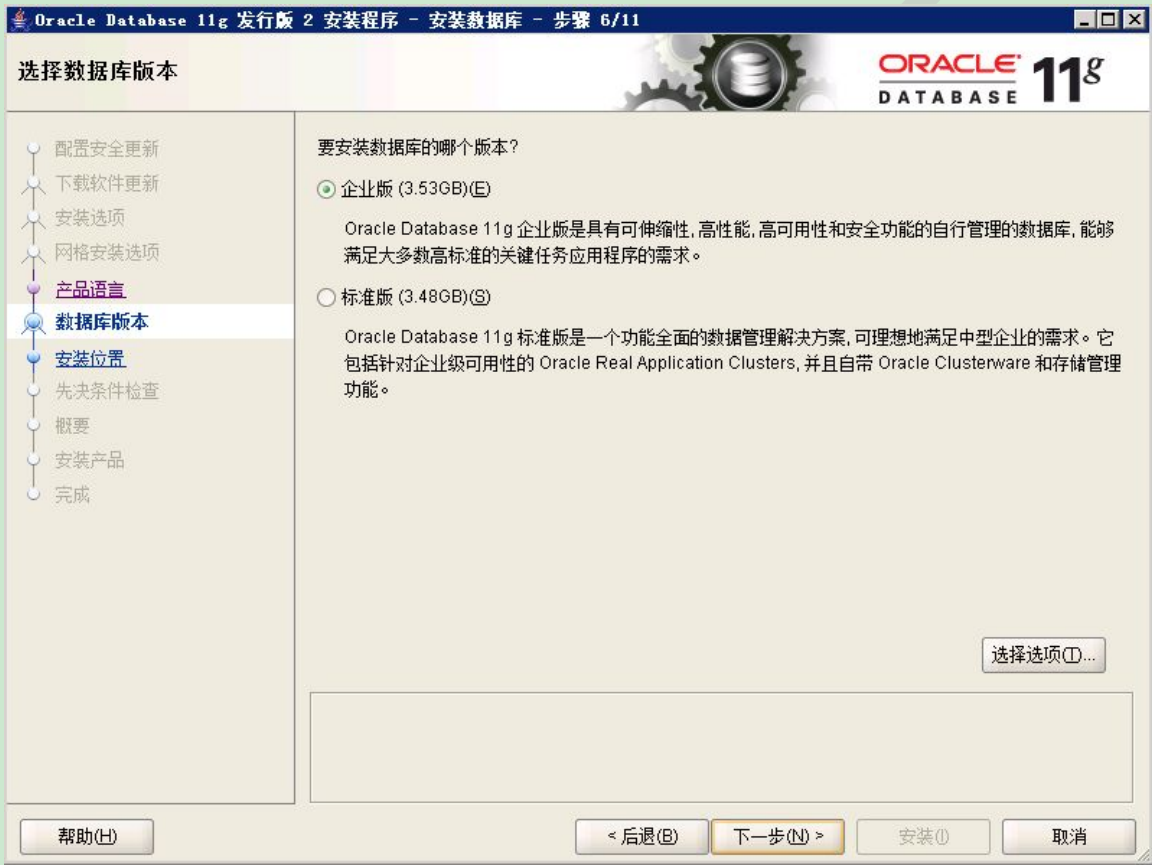 Oracle Database 11g 发行版 2 安装程序 - 安装数据库 - 步骤 6/11
选择数据库版本
ORACLE 11g
DATABASE
配置安全更新
下载软件更新
安装选项
网格安装选项
产品语言
数据库版本
安装位置
先决条件检查
概要
安装产品
完成
要安装数据库的哪个版本?
企业版 (3.53GB)(E)
Oracle Database 11g 企业版是具有可伸缩性, 高性能, 高可用性和安全功能的自行管理的数据库, 能够
满足大多数高标准的关键任务应用程序的需求。
标准版 (3.48GB)(S)
Oracle Database 11g 标准版是一个功能全面的数据管理解决方案, 可理想地满足中型企业的需求。它
包括针对企业级可用性的 Oracle Real Application Clusters, 并且自带 Oracle Clusterware 和存储管理
功能。
选择选项(T)...
帮助(H)
< 后退(B)
下一步(N) >
安装(I)
取消